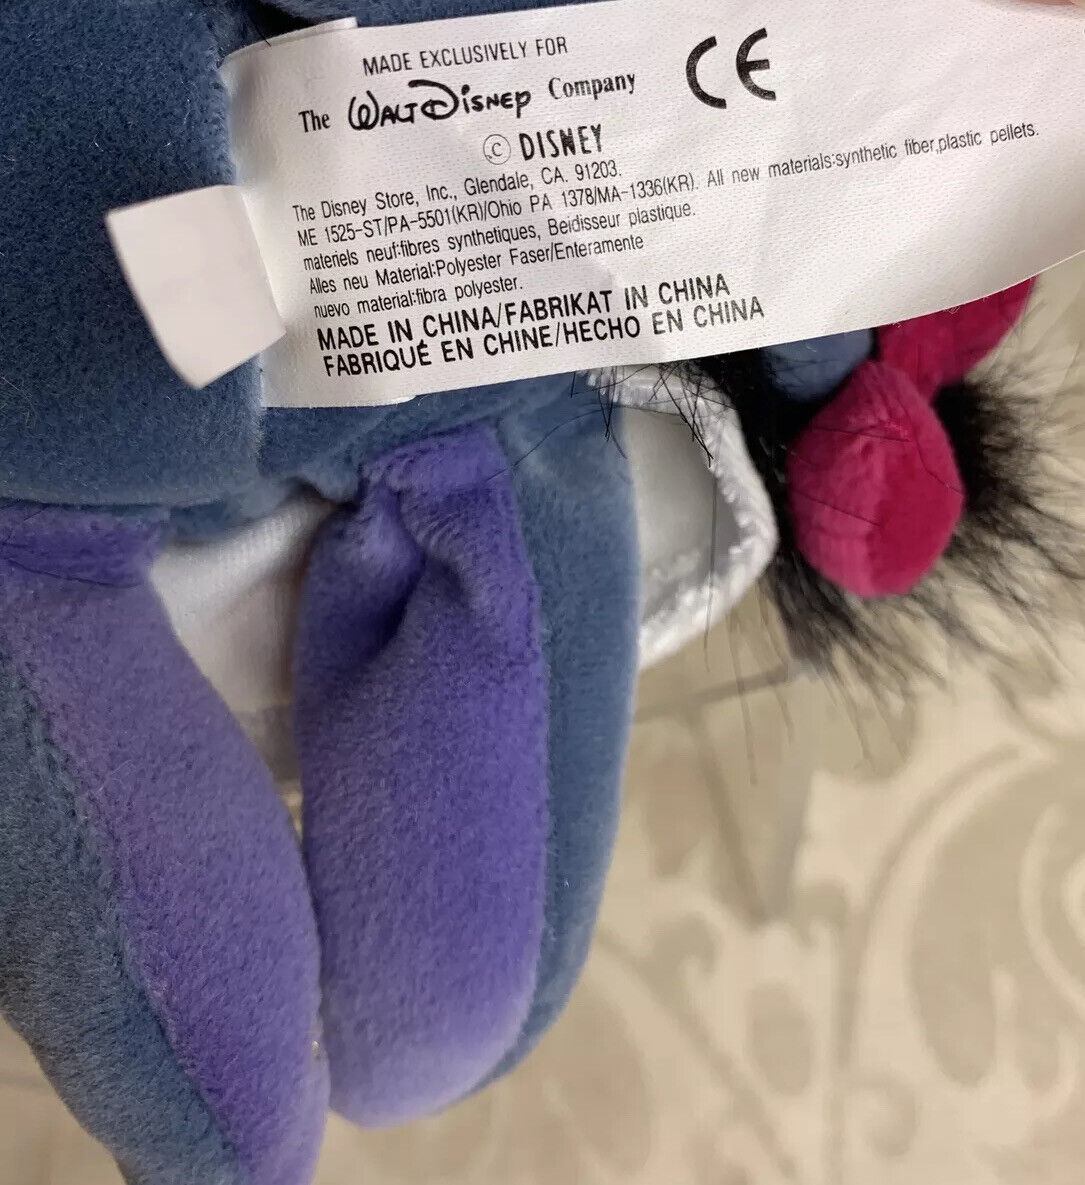 MADE EXCLUSIVELY FOR
The WALT DISNEP Company CE
© DISNEY
The Disney Store, Inc., Glendale, CA. 91203.
ME 1525-ST/PA-5501(KR)/Ohio PA 1378/MA-1336(KR). All new materials:synthetic fiber,plastic pellets.
materiels neuf:fibres synthetiques, Beidisseur plastique.
Alles neu Material:Polyester Faser/Enteramente
nuevo material:fibra polyester.
MADE IN CHINA/FABRIKAT IN CHINA
FABRIQUÉ EN CHINE/HECHO EN CHINA